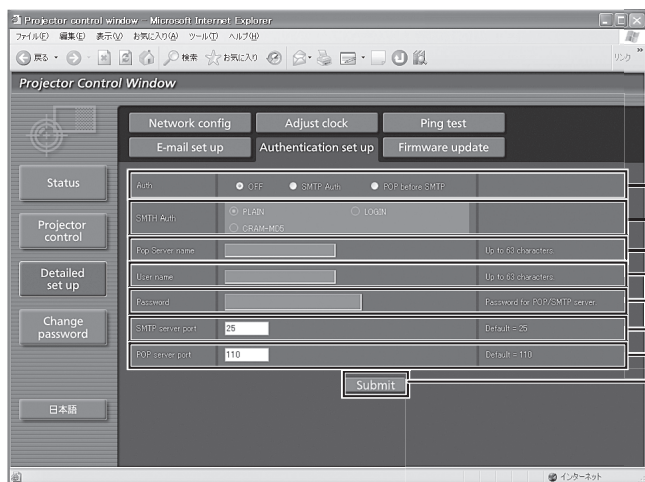 Projector control window - Microsoft Internet Explorer
ファイル(F) 編集(E) 表示(V) お気に入り(A) ツール(T) ヘルプ(H)
戻る 検索 お気に入り リンク »
Projector Control Window
Network config Adjust clock Ping test
E-mail set up Authentication set up Firmware update
Status
Projector control
Detailed set up
Change password
日本語
Auth OFF SMTP Auth POP before SMTP
SMTH Auth PLAIN LOGIN
CRAM-MD5
Pop Server name Up to 63 characters
User name Up to 63 characters
Password Password for POP/SMTP server.
SMTP server port 25 Default = 25
POP server port 110 Default = 110
Submit
インターネット